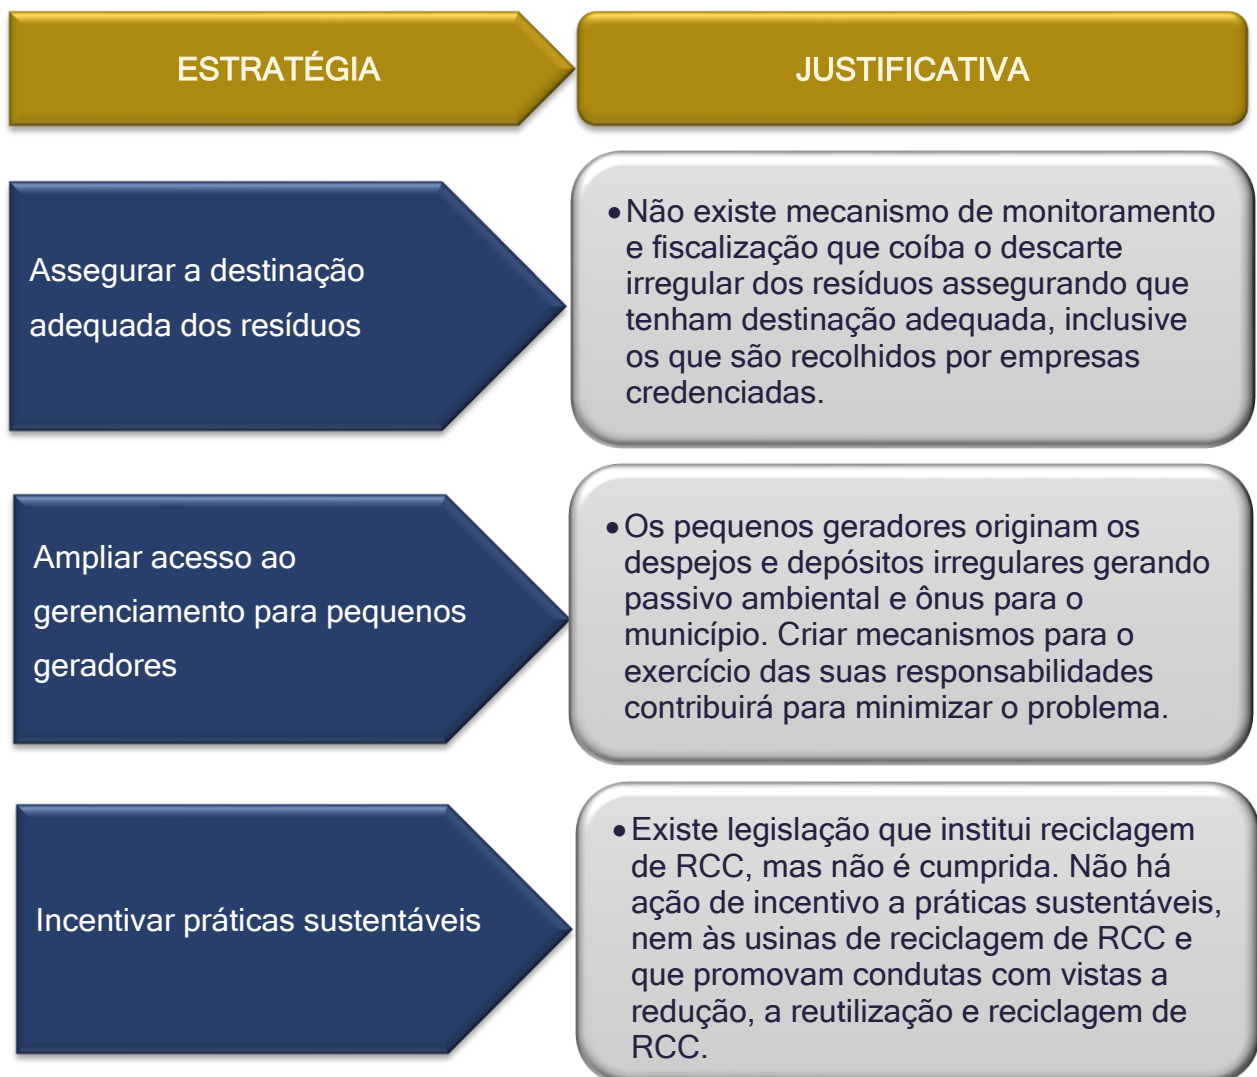 ESTRATÉGIA
JUSTIFICATIVA
Assegurar a destinação
adequada dos resíduos
•Não existe mecanismo de monitoramento
e fiscalização que coíba o descarte
irregular dos resíduos assegurando que
tenham destinação adequada, inclusive
os que são recolhidos por empresas
credenciadas.
Ampliar acesso ao
gerenciamento para pequenos
geradores
•Os pequenos geradores originam os
despejos e depósitos irregulares gerando
passivo ambiental e ônus para o
município. Criar mecanismos para o
exercício das suas responsabilidades
contribuirá para minimizar o problema.
Incentivar práticas sustentáveis
•Existe legislação que institui reciclagem
de RCC, mas não é cumprida. Não há
ação de incentivo a práticas sustentáveis,
nem às usinas de reciclagem de RCC e
que promovam condutas com vistas a
redução, a reutilização e reciclagem de
RCC.